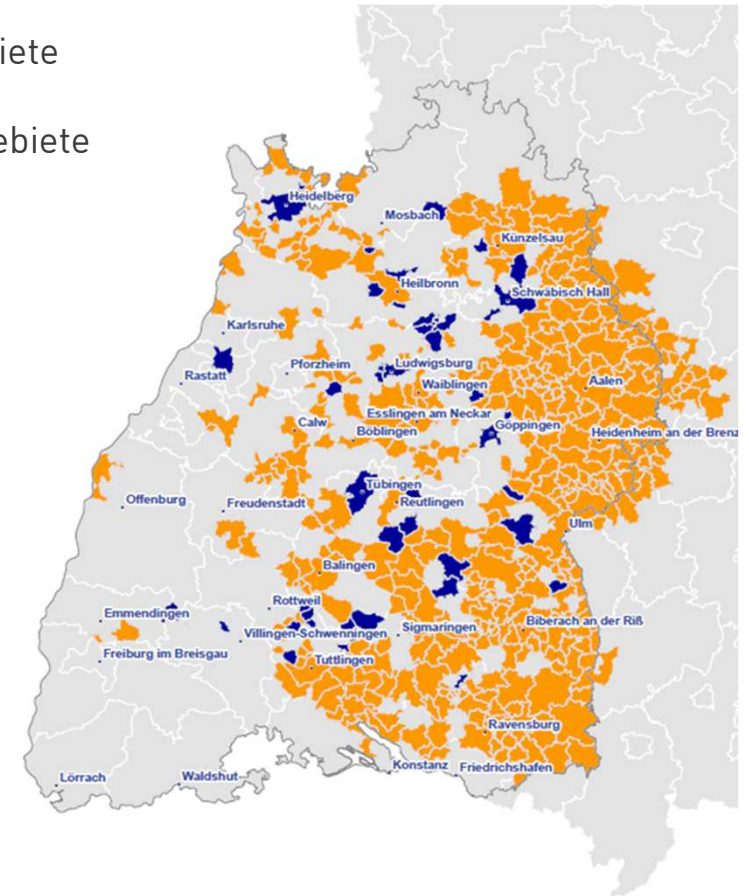 iete
ebiete
Heidelberg
Mosbach
Künzelsau
Heilbronn
Schwäbisch Hall
Karlsruhe
Pforzheim
Ludwigsburg
Rastatt
Waiblingen
Aalen
Esslingen am Neckar
Calw
Göppingen
Böblingen
Heidenheim an der Brenz
Tübingen
Offenburg
Freudenstadt
Reutlingen
Ulm
Balingen
Rottweil
Emmendingen
Biberach an der Riß
Villingen-Schwenningen
Sigmaringen
Freiburg im Breisgau
Tuttlingen
Ravensburg
Konstanz
Friedrichshafen
Lörrach
Waldshut